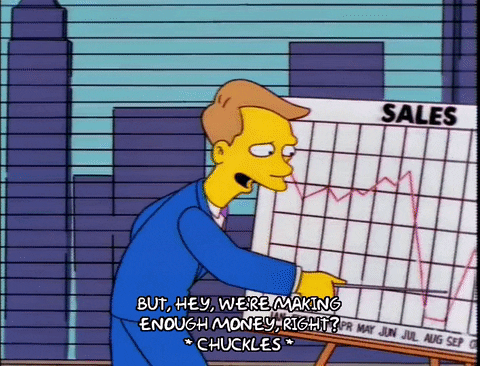 SALES
BUT, HEY, WE'RE MAKING
ENOUGH MONEY, RIGHT?
* CHUCKLES *
APR MAY JUN JUL AUG SEP